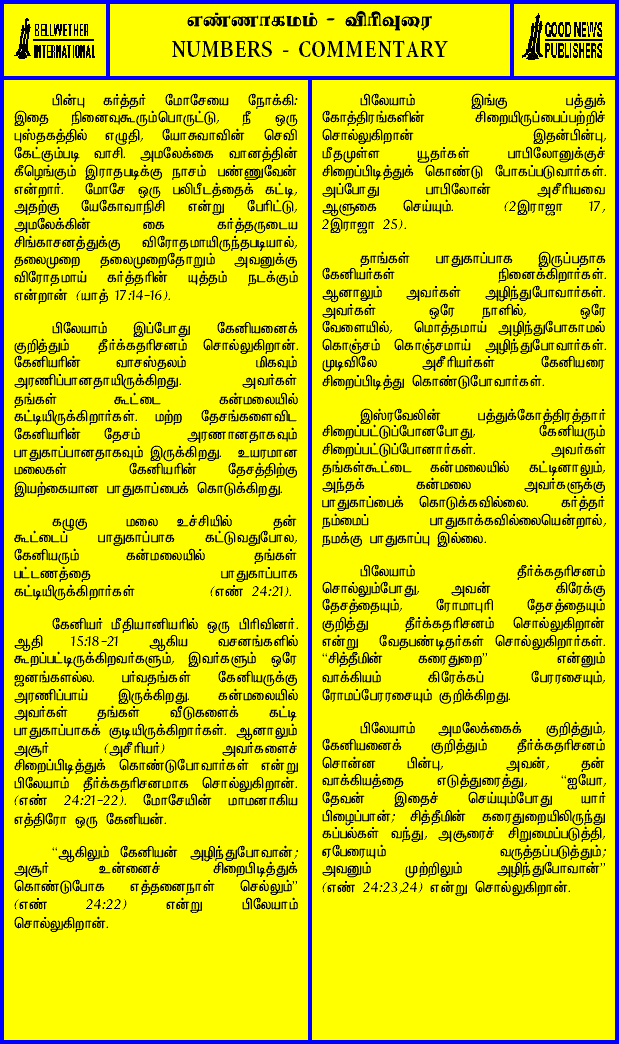 BELLWETHER
INTERNATIONAL
எண்ணாகமம் - விரிவுரை
NUMBERS - COMMENTARY
GOOD NEWS
PUBLISHERS
பின்பு கர்த்தர் மோசேயை நோக்கி:
இதை நினைவுகூரும்பொருட்டு, நீ ஒரு
புஸ்தகத்தில் எழுதி, யோசுவாவின் செவி
கேட்கும்படி வாசி. அமலேக்கை வானத்தின்
கீழெங்கும் இராதபடிக்கு நாசம் பண்ணுவேன்
என்றார். மோசே ஒரு பலிபீடத்தைக் கட்டி,
அதற்கு யேகோவாநிசி என்று பேரிட்டு,
அமலேக்கின் கை கர்த்தருடைய
சிங்காசனத்துக்கு விரோதமாயிருந்தபடியால்,
தலைமுறை தலைமுறைதோறும் அவனுக்கு
விரோதமாய் கர்த்தரின் யுத்தம் நடக்கும்
என்றான் (யாத் 17:14-16).
பிலேயாம் இப்போது கேனியனைக்
குறித்தும் தீர்க்கதரிசனம் சொல்லுகிறான்.
கேனியரின் வாசஸ்தலம் மிகவும்
அரணிப்பானதாயிருக்கிறது. அவர்கள்
தங்கள் கூட்டை கன்மலையில்
கட்டியிருக்கிறார்கள். மற்ற தேசங்களைவிட
கேனியரின் தேசம் அரணானதாகவும்
பாதுகாப்பானதாகவும் இருக்கிறது. உயரமான
மலைகள் கேனியரின் தேசத்திற்கு
இயற்கையான பாதுகாப்பைக் கொடுக்கிறது.
கழுகு மலை உச்சியில் தன்
கூட்டைப் பாதுகாப்பாக கட்டுவதுபோல,
கேனியரும் கன்மலையில் தங்கள்
பட்டணத்தை பாதுகாப்பாக
கட்டியிருக்கிறார்கள் (எண் 24:21).
கேனியர் மீதியானியரில் ஒரு பிரிவினர்.
ஆதி 15:18-21 ஆகிய வசனங்களில்
கூறப்பட்டிருக்கிறவர்களும், இவர்களும் ஒரே
ஜனங்களல்ல. பர்வதங்கள் கேனியருக்கு
அரணிப்பாய் இருக்கிறது. கன்மலையில்
அவர்கள் தங்கள் வீடுகளைக் கட்டி
பாதுகாப்பாகக் குடியிருக்கிறார்கள். ஆனாலும்
அசூர் (அசீரியர்) அவர்களைச்
சிறைப்பிடித்துக் கொண்டுபோவார்கள் என்று
பிலேயாம் தீர்க்கதரிசனமாக சொல்லுகிறான்.
(எண் 24:21-22). மோசேயின் மாமனாகிய
எத்திரோ ஒரு கேனியன்.
“ஆகிலும் கேனியன் அழிந்துபோவான்;
அசூர் உன்னைச் சிறைபிடித்துக்
கொண்டுபோக எத்தனைநாள் செல்லும்”
(எண் 24:22) என்று பிலேயாம்
சொல்லுகிறான்.
பிலேயாம் இங்கு பத்துக்
கோத்திரங்களின் சிறையிருப்பைப்பற்றிச்
சொல்லுகிறான் இதன்பின்பு,
மீதமுள்ள யூதர்கள் பாபிலோனுக்குச்
சிறைப்பிடித்துக் கொண்டு போகப்படுவார்கள்.
அப்போது பாபிலோன் அசீரியவை
ஆளுகை செய்யும். (2இராஜா 17,
2இராஜா 25).
தாங்கள் பாதுகாப்பாக இருப்பதாக
கேனியர்கள் நினைக்கிறார்கள்.
ஆனாலும் அவர்கள் அழிந்துபோவார்கள்.
அவர்கள் ஒரே நாளில், ஒரே
வேளையில், மொத்தமாய் அழிந்துபோகாமல்
கொஞ்சம் கொஞ்சமாய் அழிந்துபோவார்கள்.
முடிவிலே அசீரியர்கள் கேனியரை
சிறைப்பிடித்து கொண்டுபோவார்கள்.
இஸ்ரவேலின் பத்துக்கோத்திரத்தார்
சிறைப்பட்டுப்போனபோது, கேனியரும்
சிறைப்பட்டுப்போனார்கள். அவர்கள்
தங்கள்கூட்டை கன்மலையில் கட்டினாலும்,
அந்தக் கன்மலை அவர்களுக்கு
பாதுகாப்பைக் கொடுக்கவில்லை. கர்த்தர்
நம்மைப் பாதுகாக்கவில்லையென்றால்,
நமக்கு பாதுகாப்பு இல்லை.
பிலேயாம் தீர்க்கதரிசனம்
சொல்லும்போது, அவன் கிரேக்கு
தேசத்தையும், ரோமாபுரி தேசத்தையும்
குறித்து தீர்க்கதரிசனம் சொல்லுகிறான்
என்று வேதபண்டிதர்கள் சொல்லுகிறார்கள்.
“சித்தீமின் கரைதுறை” என்னும்
வாக்கியம் கிரேக்கப் பேரரசையும்,
ரோமப்பேரரசையும் குறிக்கிறது.
பிலேயாம் அமலேக்கைக் குறித்தும்,
கேனியனைக் குறித்தும் தீர்க்கதரிசனம்
சொன்ன பின்பு, அவன், தன்
வாக்கியத்தை எடுத்துரைத்து, “ஐயோ,
தேவன் இதைச் செய்யும்போது யார்
பிழைப்பான்; சித்தீமின் கரைதுறையிலிருந்து
கப்பல்கள் வந்து, அசூரைச் சிறுமைப்படுத்தி,
ஏபேரையும் வருத்தப்படுத்தும்;
அவனும் முற்றிலும் அழிந்துபோவான்”
(எண் 24:23,24) என்று சொல்லுகிறான்.